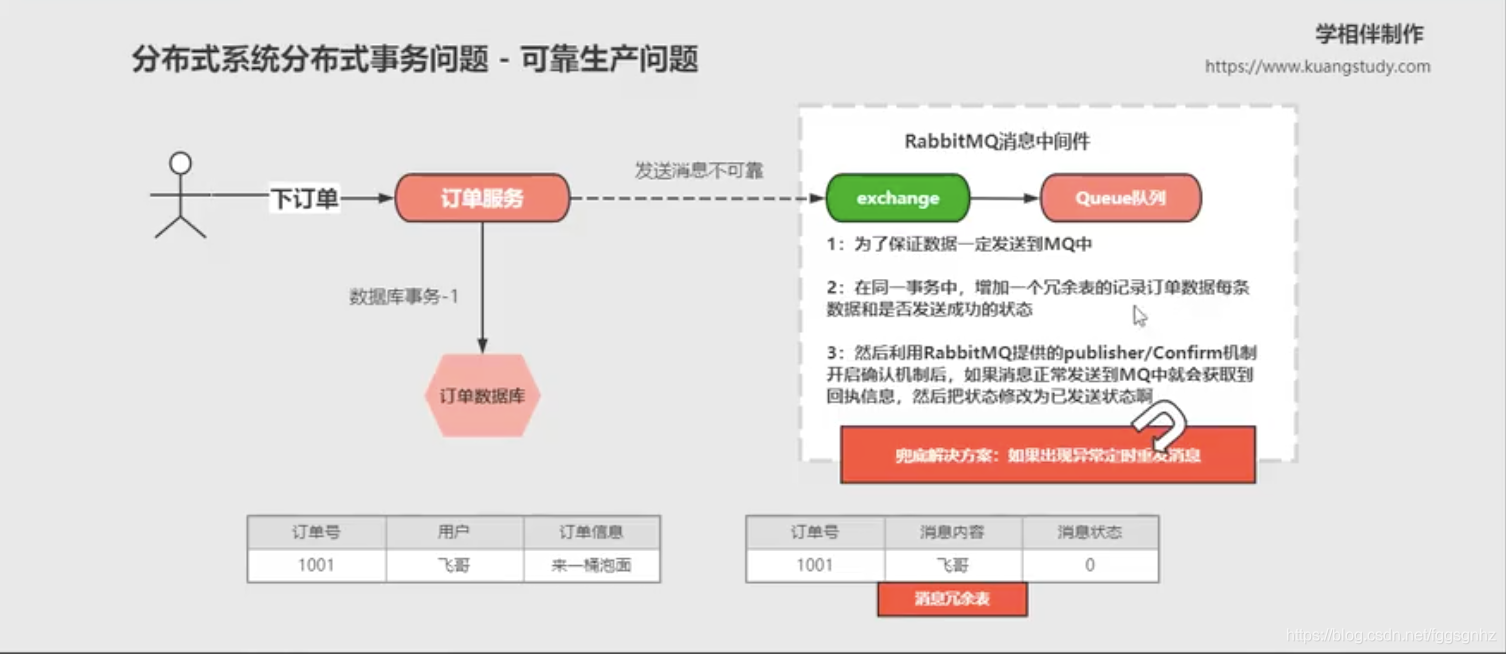 学相伴制作
分布式系统分布式事务问题 - 可靠生产问题
https://www.kuangstudy.com
RabbitMQ消息中间件
发送消息不可靠
下订单
订单服务
exchange
Queue队列
1：为了保证数据一定发送到MQ中
2：在同一事务中，增加一个冗余表的记录订单数据每条
数据和是否发送成功的状态
数据库事务-1
3：然后利用RabbitMQ提供的publisher/Confirm机制
开启确认机制后，如果消息正常发送到MQ中就会获取到
回执信息，然后把状态修改为已发送状态啊
订单数据库
兜底解决方案：如果出现异常定时重发消息
订单号 用户 订单信息
1001 飞哥 来一桶泡面
订单号 消息内容 消息状态
1001 飞哥 0
消息冗余表
https://blog.csdn.net/lggsgnhz